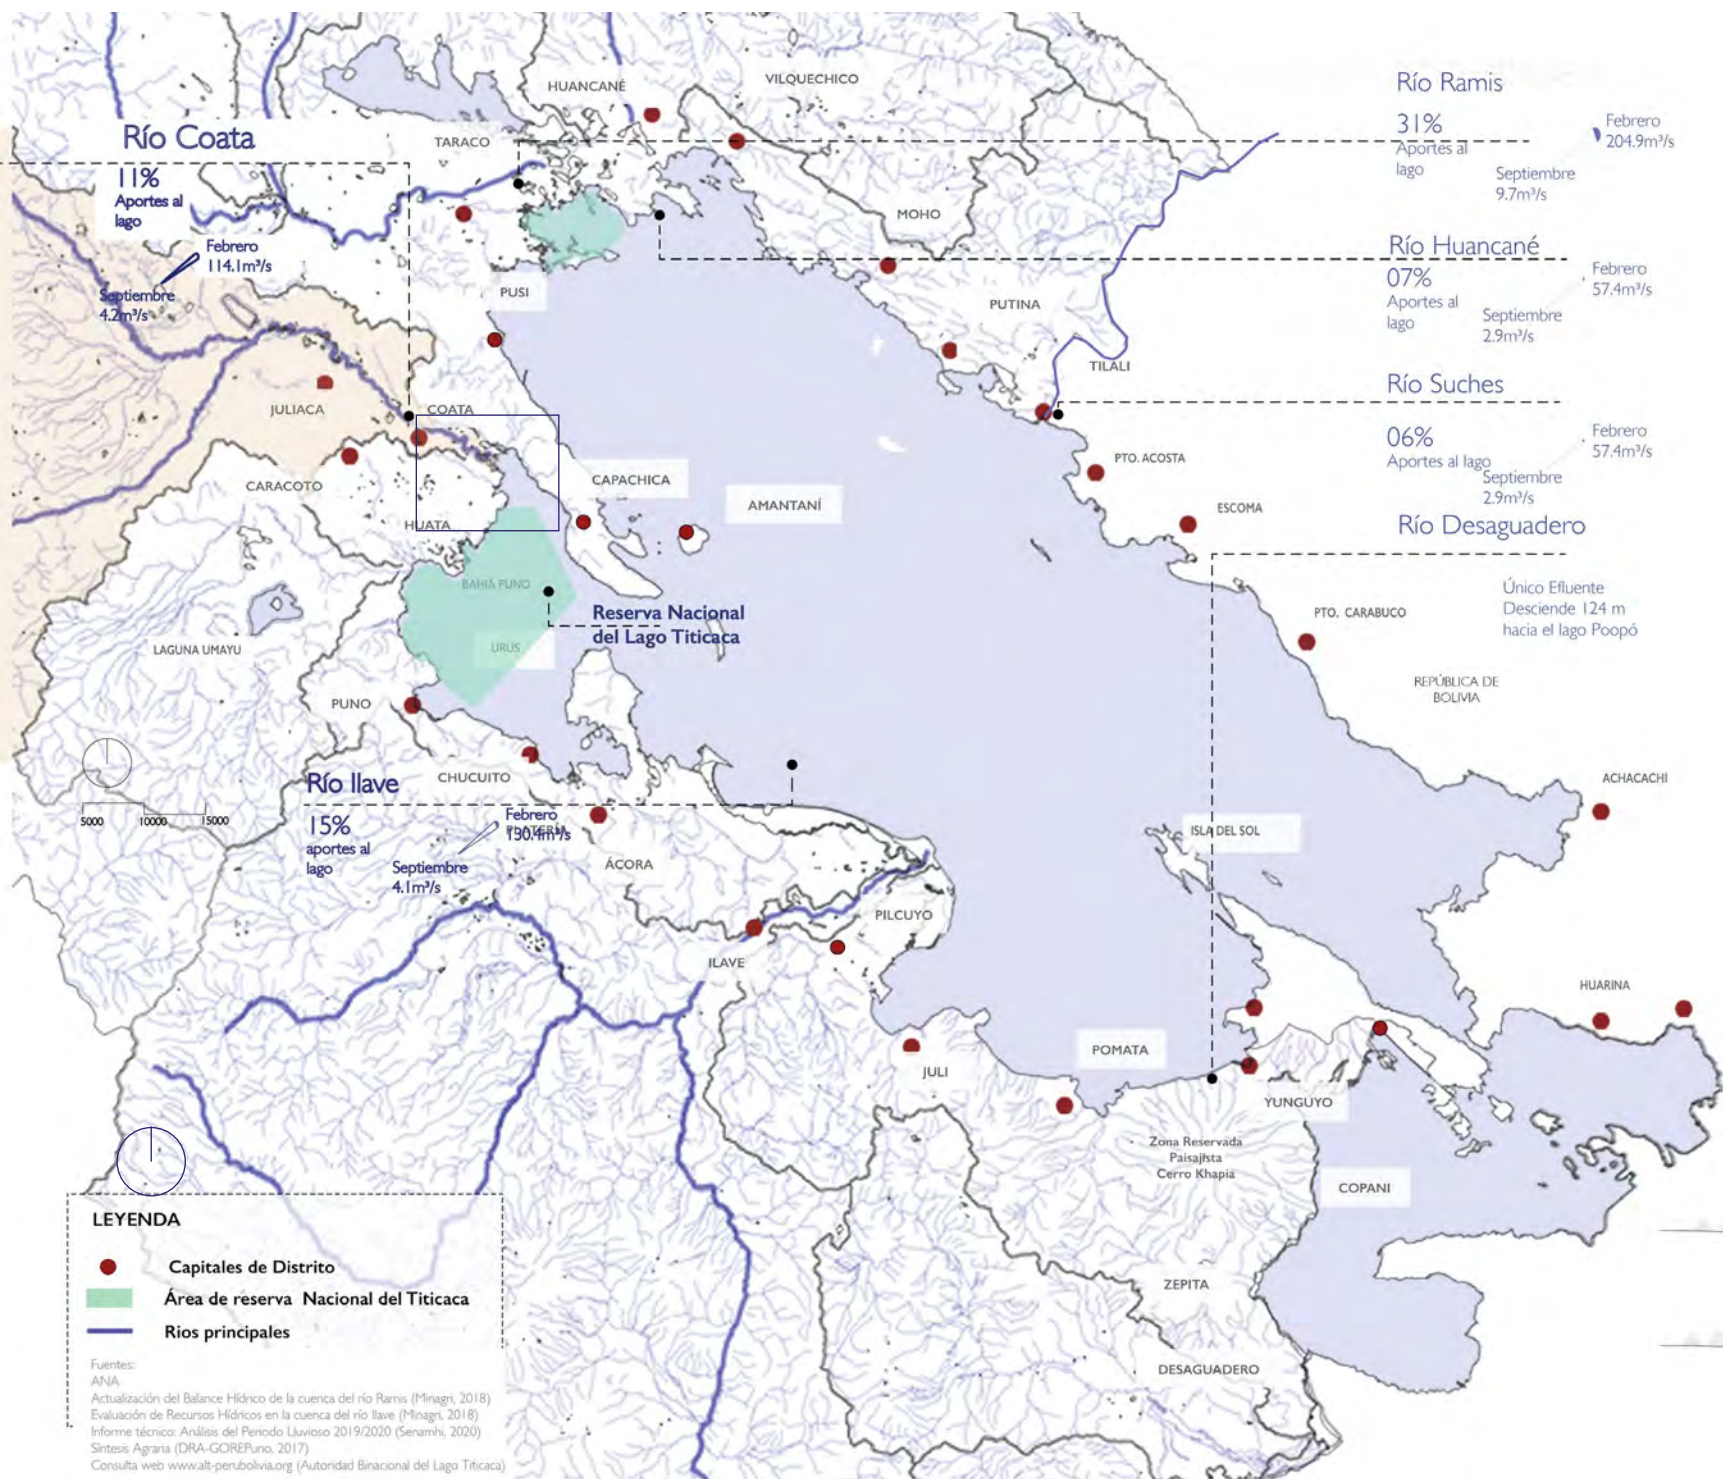 HUANCANÉ
VILQUECHICO
TARACO
MOHO
PUSI
PUTINA
TILALI
JULIACA
COATA
CARACOTO
HUATA
CAPACHICA
AMANTANÍ
PTO. ACOSTA
ESCOMA
PTO. CARABUCO
REPÚBLICA DE
BOLIVIA
ACHACACHI
BAHIA PUNO
URUS
Reserva Nacional
del Lago Titicaca
LAGUNA UMAYU
PUNO
CHUCUITO
ÁCORA
PILCUYO
ILAVE
ISLA DEL SOL
HUARINA
JULI
POMATA
YUNGUYO
Zona Reservada
Paisajista
Cerro Khapia
COPANI
ZEPITA
DESAGUADERO
Río Coata
11%
Aportes al
lago
Febrero
114.1m³/s
Septiembre
4.2m³/s
Río Ramis
31%
Aportes al
lago
Febrero
204.9m³/s
Septiembre
9.7m³/s
Río Huancané
07%
Aportes al
lago
Febrero
57.4m³/s
Septiembre
2.9m³/s
Río Suches
06%
Aportes al lago
Febrero
57.4m³/s
Septiembre
2.9m³/s
Río Desaguadero
Único Efluente
Desciende 124 m
hacia el lago Poopó
Río Ilave
15%
aportes al
lago
Febrero
130.4m³/s
Septiembre
4.1m³/s
5000 10000 15000
LEYENDA
Capitales de Distrito
Área de reserva Nacional del Titicaca
Rios principales
Fuentes:
ANA
Actualización del Balance Hídrico de la cuenca del río Ramis (Minagri, 2018)
Evaluación de Recursos Hídricos en la cuenca del río Ilave (Minagri, 2018)
Informe técnico: Análisis del Periodo Lluvioso 2019/2020 (Senamhi, 2020)
Síntesis Agraria (DRA-GOREPuno, 2017)
Consulta web www.alt-perubolivia.org (Autoridad Binacional del Lago Titicaca)